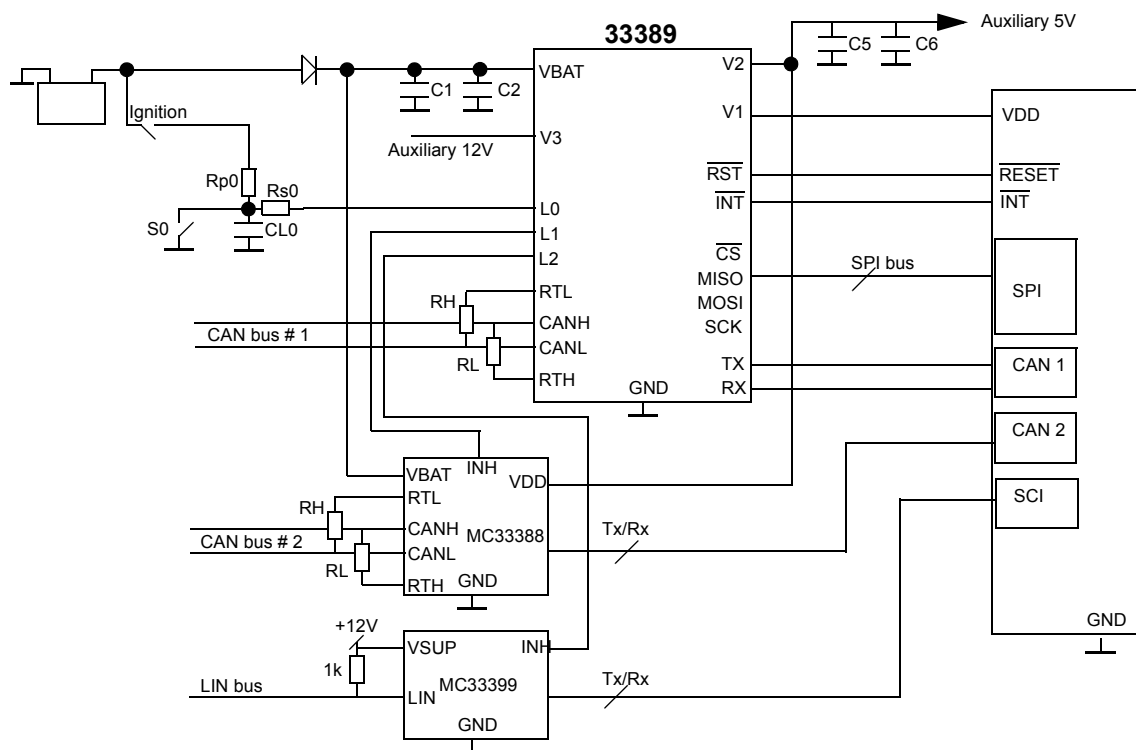 33389
Auxiliary 5V
C5
C6
VBAT
V2
C1
C2
Ignition
V1
VDD
V3
Auxiliary 12V
RST
RESET
Rp0
Rs0
INT
INT
L0
S0
CL0
L1
L2
CS
SPI bus
MISO
SPI
RTL
MOSI
RH
CANH
SCK
CAN bus # 1
CANL
RL
TX
CAN 1
RTH
GND
RX
CAN 2
INH
VBAT
VDD
RTL
SCI
RH
CANH
MC33388
Tx/Rx
CAN bus # 2
CANL
RL
GND
RTH
GND
+12V
VSUP
INH
1k
MC33399
Tx/Rx
LIN bus
LIN
GND